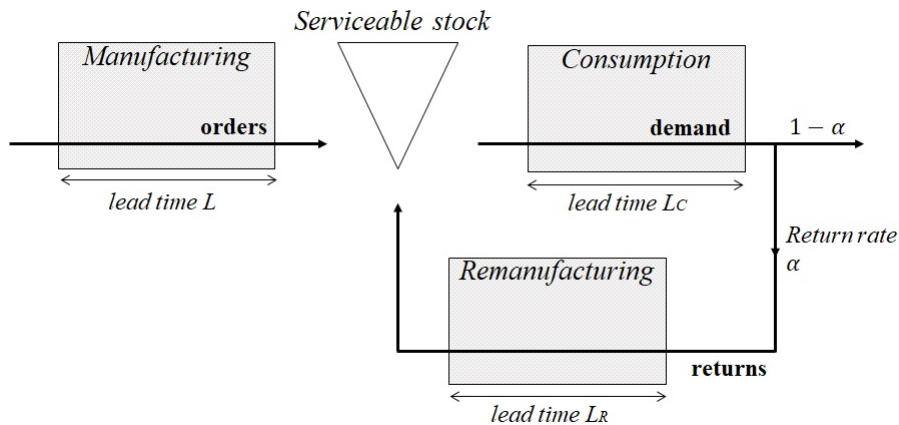 Serviceable stock
Manufacturing
Consumption
orders
demand
1 − α
lead time L
lead time LC
Return rate
α
Remanufacturing
returns
lead time LR